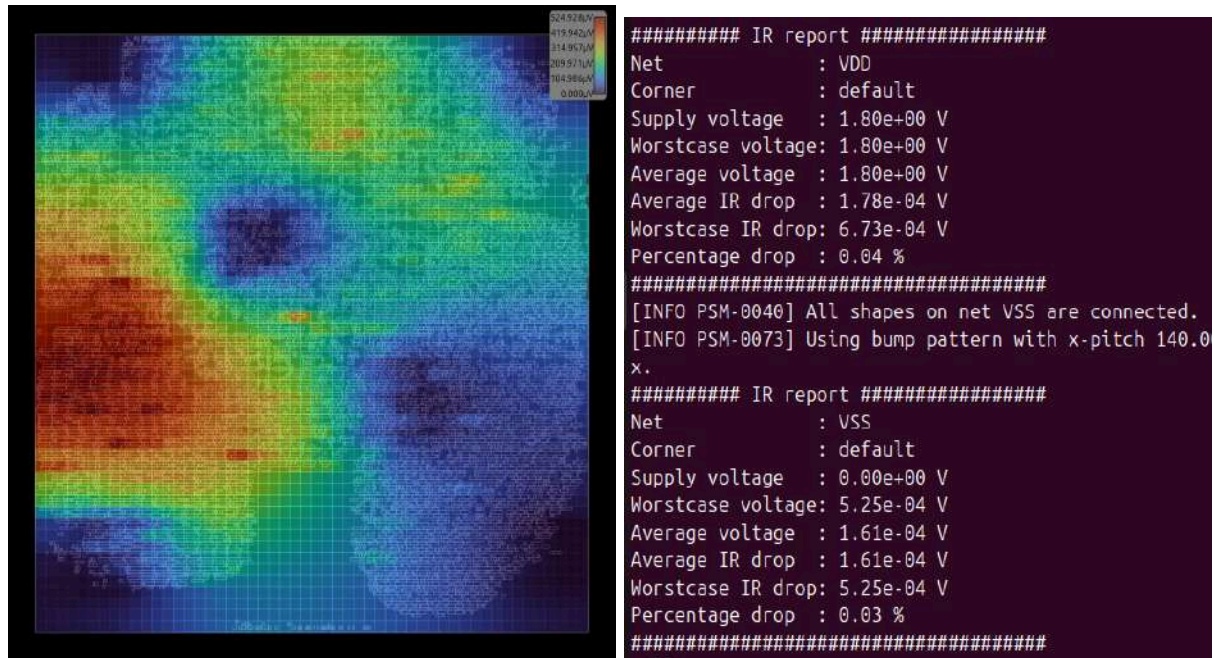 524.928μV
419.942μV
314.957μV
209.971μV
104.986μV
0.000μV
########## IR report #################
Net              : VDD
Corner           : default
Supply voltage   : 1.80e+00 V
Worstcase voltage: 1.80e+00 V
Average voltage  : 1.80e+00 V
Average IR drop  : 1.78e-04 V
Worstcase IR drop: 6.73e-04 V
Percentage drop  : 0.04 %
######################################
[INFO PSM-0040] All shapes on net VSS are connected.
[INFO PSM-0073] Using bump pattern with x-pitch 140.00
x.
########## IR report #################
Net              : VSS
Corner           : default
Supply voltage   : 0.00e+00 V
Worstcase voltage: 5.25e-04 V
Average voltage  : 1.61e-04 V
Average IR drop  : 1.61e-04 V
Worstcase IR drop: 5.25e-04 V
Percentage drop  : 0.03 %
######################################